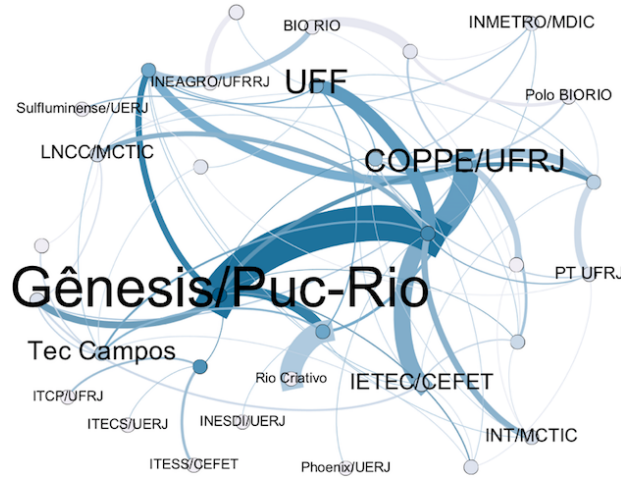 BIO RIO
INMETRO/MDIC
INEAGRO/UFRRJ
UFF
Polo BIORIO
Sulfluminense/UERJ
LNCC/MCTIC
COPPE/UFRJ
PT UFRJ
Gênesis/Puc-Rio
Tec Campos
Rio Criativo
IETEC/CEFET
ITCP/UFRJ
ITECS/UERJ
INESDI/UERJ
INT/MCTIC
ITESS/CEFET
Phoenix/UERJ